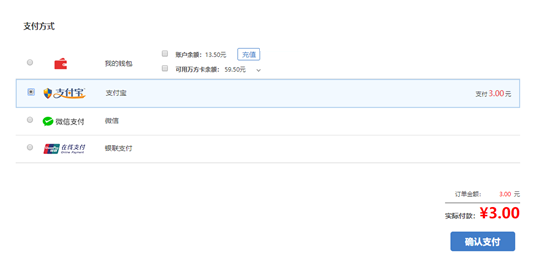 支付方式
我的钱包 账户余额：13.50元 充值
可用万方卡余额： 59.50元
支付宝 支付宝 支付 3.00 元
微信支付 微信
在线支付 银联支付
UnionPay Online Payment
订单金额： 3.00 元
实际付款：¥3.00
确认支付